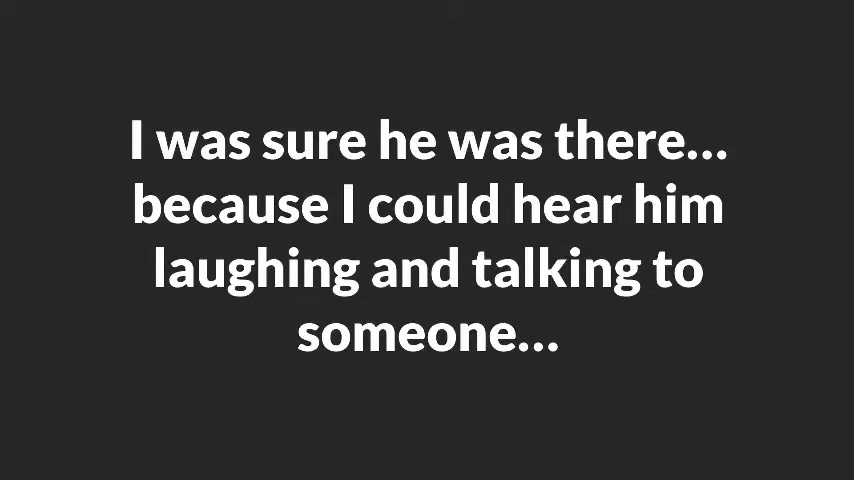 I was sure he was there...
because I could hear him
laughing and talking to
someone...